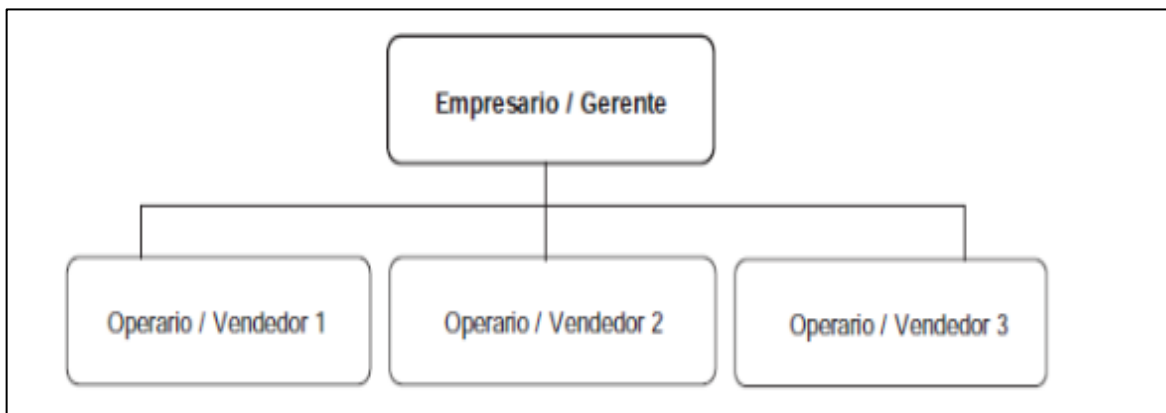 Empresario / Gerente
Operario / Vendedor 1
Operario / Vendedor 2
Operario / Vendedor 3